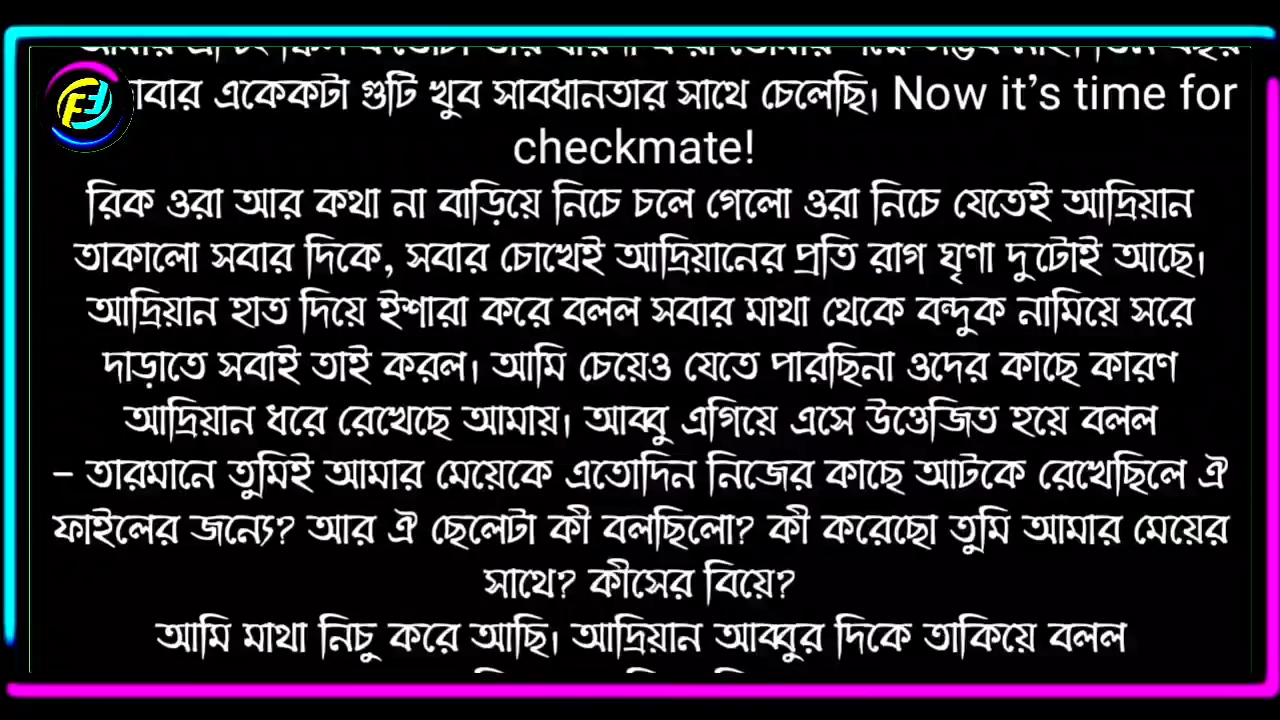 একেকটা গুটি খুব সাবধানতার সাথে চেলেছি। Now it's time for
checkmate!
রিক ওরা আর কথা না বাড়িয়ে নিচে চলে গেলো ওরা নিচে যেতেই আদ্রিয়ান
তাকালো সবার দিকে, সবার চোখেই আদ্রিয়ানের প্রতি রাগ ঘৃণা দুটোই আছে।
আদ্রিয়ান হাত দিয়ে ইশারা করে বলল সবার মাথা থেকে বন্দুক নামিয়ে সরে
দাড়াতে সবাই তাই করল। আমি চেয়েও যেতে পারছিনা ওদের কাছে কারণ
আদ্রিয়ান ধরে রেখেছে আমায়। আব্বু এগিয়ে এসে উত্তেজিত হয়ে বলল
– তারমানে তুমিই আমার মেয়েকে এতোদিন নিজের কাছে আটকে রেখেছিলে ঐ
ফাইলের জন্যে? আর ঐ ছেলেটা কী বলছিলো? কী করেছো তুমি আমার মেয়ের
সাথে? কীসের বিয়ে?
আমি মাথা নিচু করে আছি। আদ্রিয়ান আব্বুর দিকে তাকিয়ে বলল